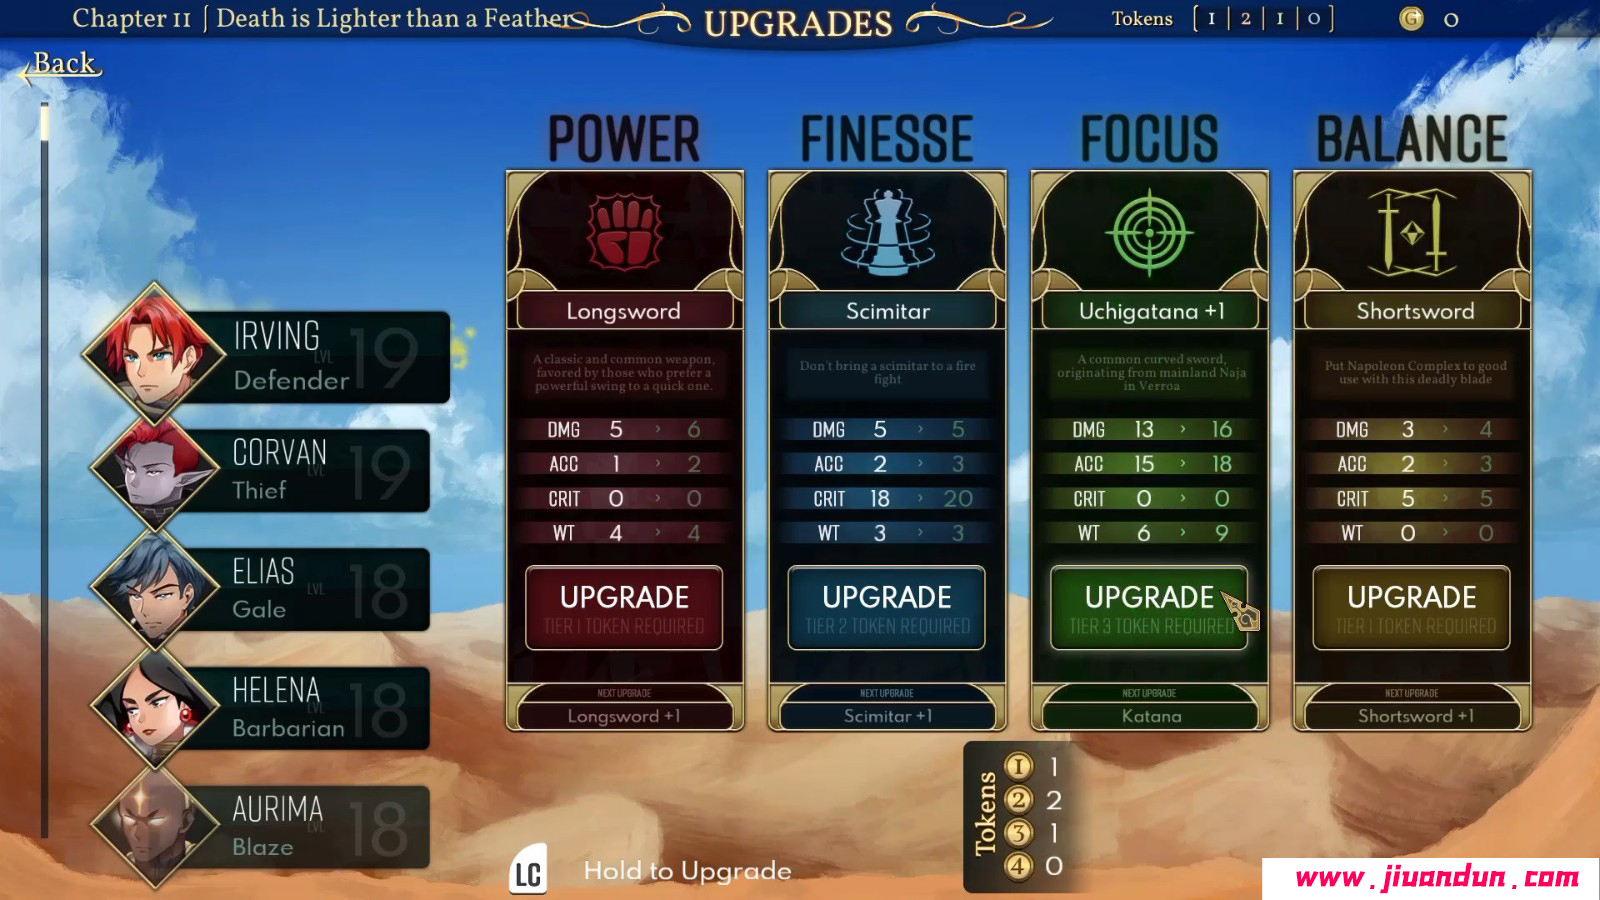 Chapter 11 | Death is Lighter than a Feather
UPGRADES
Tokens [ 1 | 2 | 1 | 0 ]
G 0
Back
POWER
FINESSE
FOCUS
BALANCE
Longsword
Scimitar
Uchigatana +1
Shortsword
A classic and common weapon,
favored by those who prefer a
powerful swing to a quick one.
Don't bring a scimitar to a fire
fight
A common curved sword,
originating from mainland Naja
in Verroa
Put Napoleon Complex to good
use with this deadly blade
DMG 5 > 6
ACC 1 > 2
CRIT 0 > 0
WT 4 > 4
DMG 5 > 5
ACC 2 > 3
CRIT 18 > 20
WT 3 > 3
DMG 13 > 16
ACC 15 > 18
CRIT 0 > 0
WT 6 > 9
DMG 3 > 4
ACC 2 > 3
CRIT 5 > 5
WT 0 > 0
UPGRADE
TIER 1 TOKEN REQUIRED
UPGRADE
TIER 2 TOKEN REQUIRED
UPGRADE
TIER 3 TOKEN REQUIRED
UPGRADE
TIER 1 TOKEN REQUIRED
NEXT UPGRADE
Longsword +1
NEXT UPGRADE
Scimitar +1
NEXT UPGRADE
Katana
NEXT UPGRADE
Shortsword +1
IRVING
LVL 19
Defender
CORVAN
LVL 19
Thief
ELIAS
LVL 18
Gale
HELENA
LVL 18
Barbarian
AURIMA
LVL 18
Blaze
Tokens
1 1
2 2
3 1
4 0
LC Hold to Upgrade
www.jiuandun.com